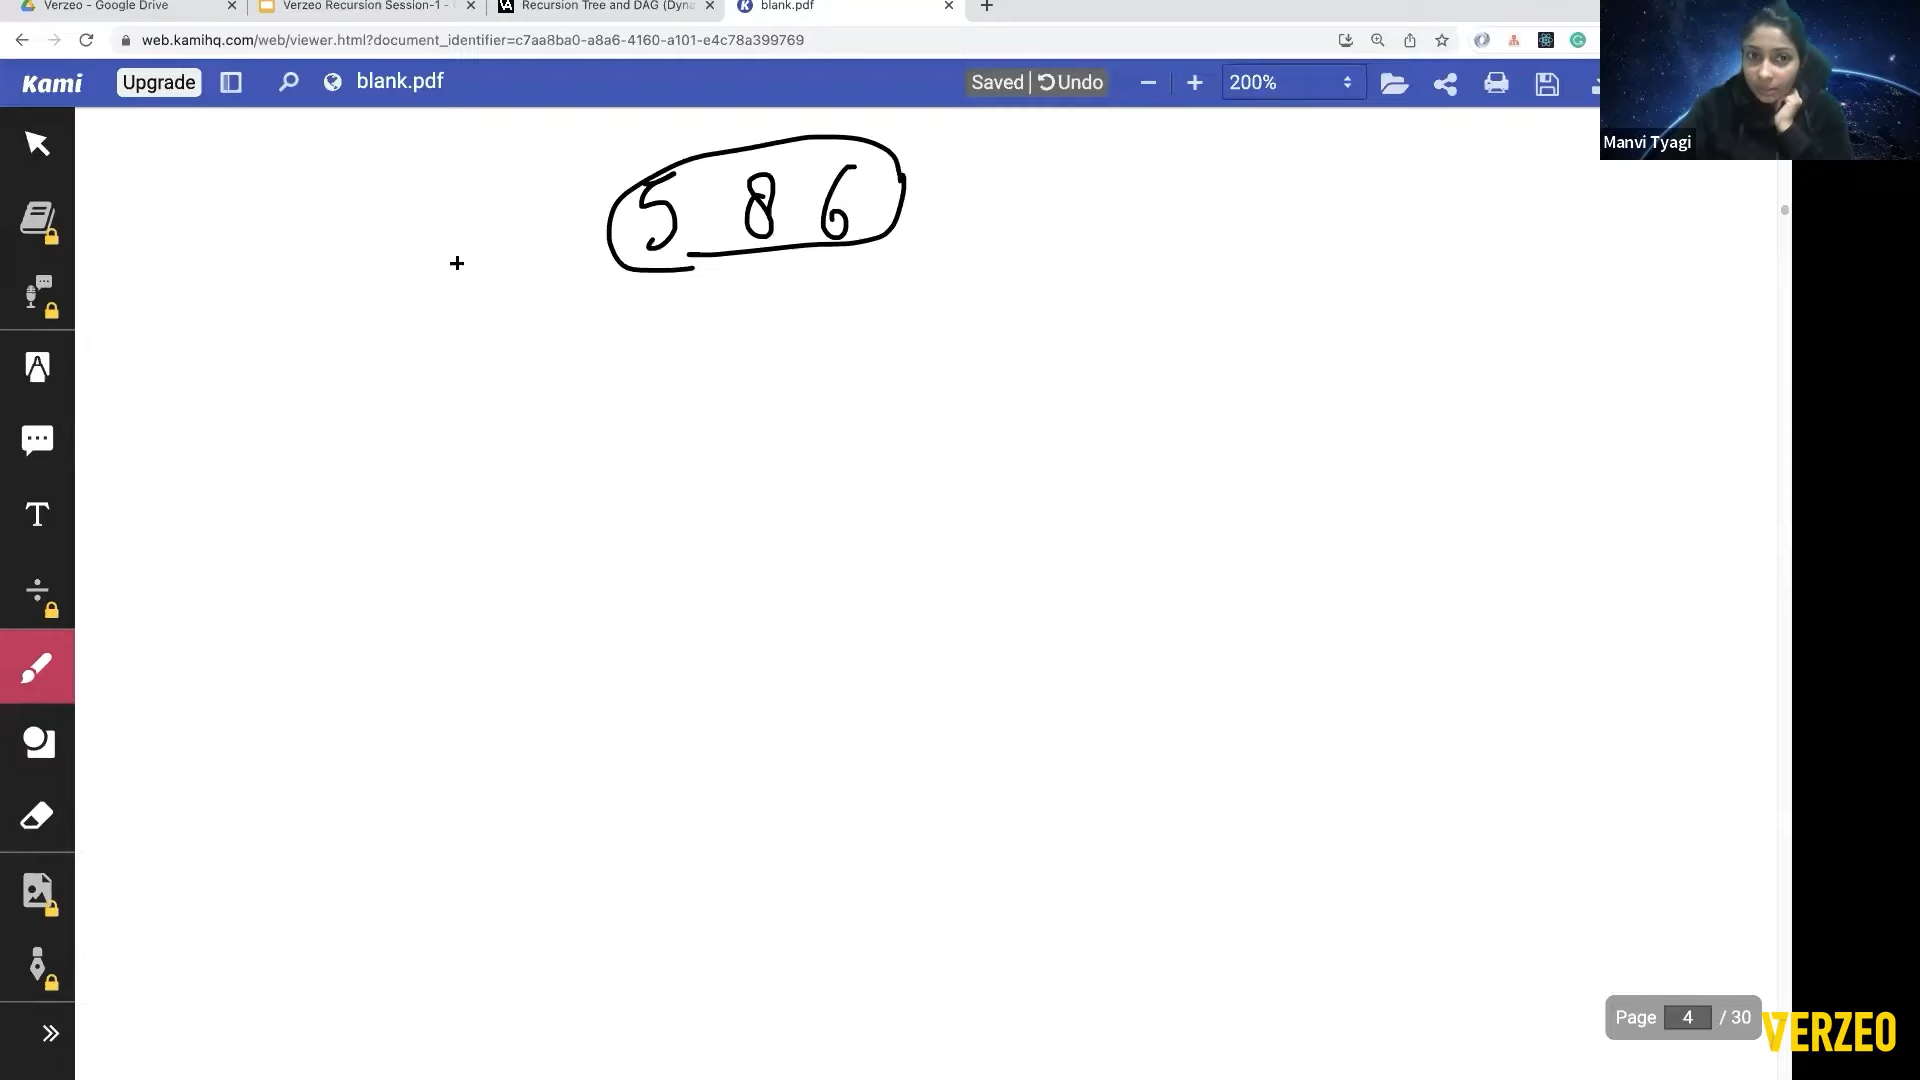 Verzeo - Google Drive
Verzeo Recursion Session-1 -
Recursion Tree and DAG (Dyna
blank.pdf
web.kamihq.com/web/viewer.html?document_identifier=c7aa8ba0-a8a6-4160-a101-e4c78a399769
Kami
Upgrade
blank.pdf
Saved
Undo
200%
Manvi Tyagi
5 8 6
T
Page 4 / 30
VERZEO